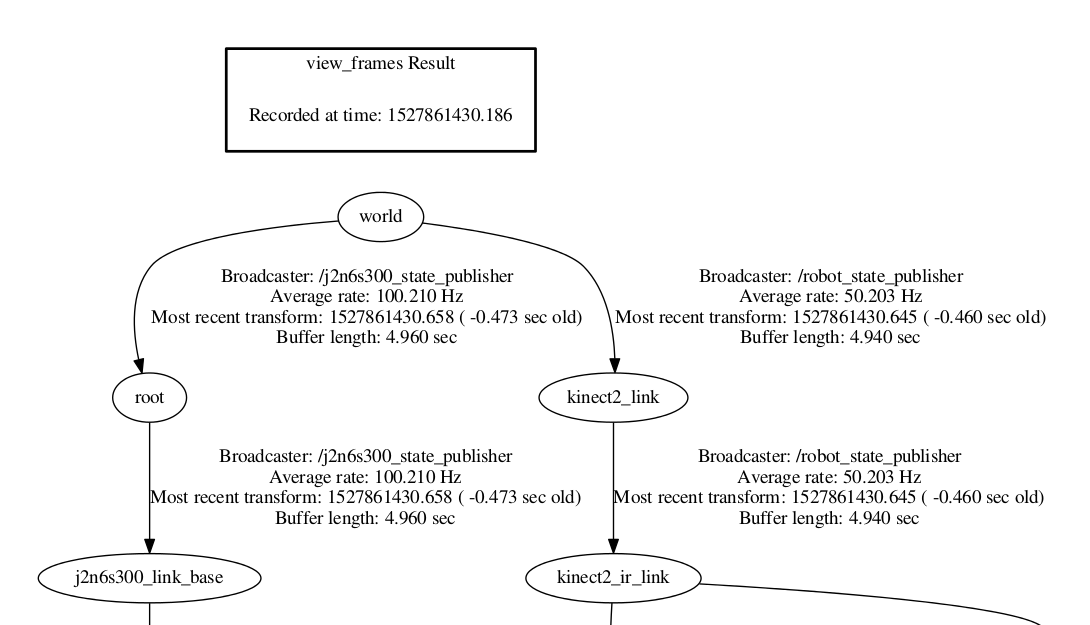 view_frames Result
Recorded at time: 1527861430.186
world
Broadcaster: /j2n6s300_state_publisher
Average rate: 100.210 Hz
Most recent transform: 1527861430.658 ( -0.473 sec old)
Buffer length: 4.960 sec
Broadcaster: /robot_state_publisher
Average rate: 50.203 Hz
Most recent transform: 1527861430.645 ( -0.460 sec old)
Buffer length: 4.940 sec
root
kinect2_link
Broadcaster: /j2n6s300_state_publisher
Average rate: 100.210 Hz
Most recent transform: 1527861430.658 ( -0.473 sec old)
Buffer length: 4.960 sec
Broadcaster: /robot_state_publisher
Average rate: 50.203 Hz
Most recent transform: 1527861430.645 ( -0.460 sec old)
Buffer length: 4.940 sec
j2n6s300_link_base
kinect2_ir_link